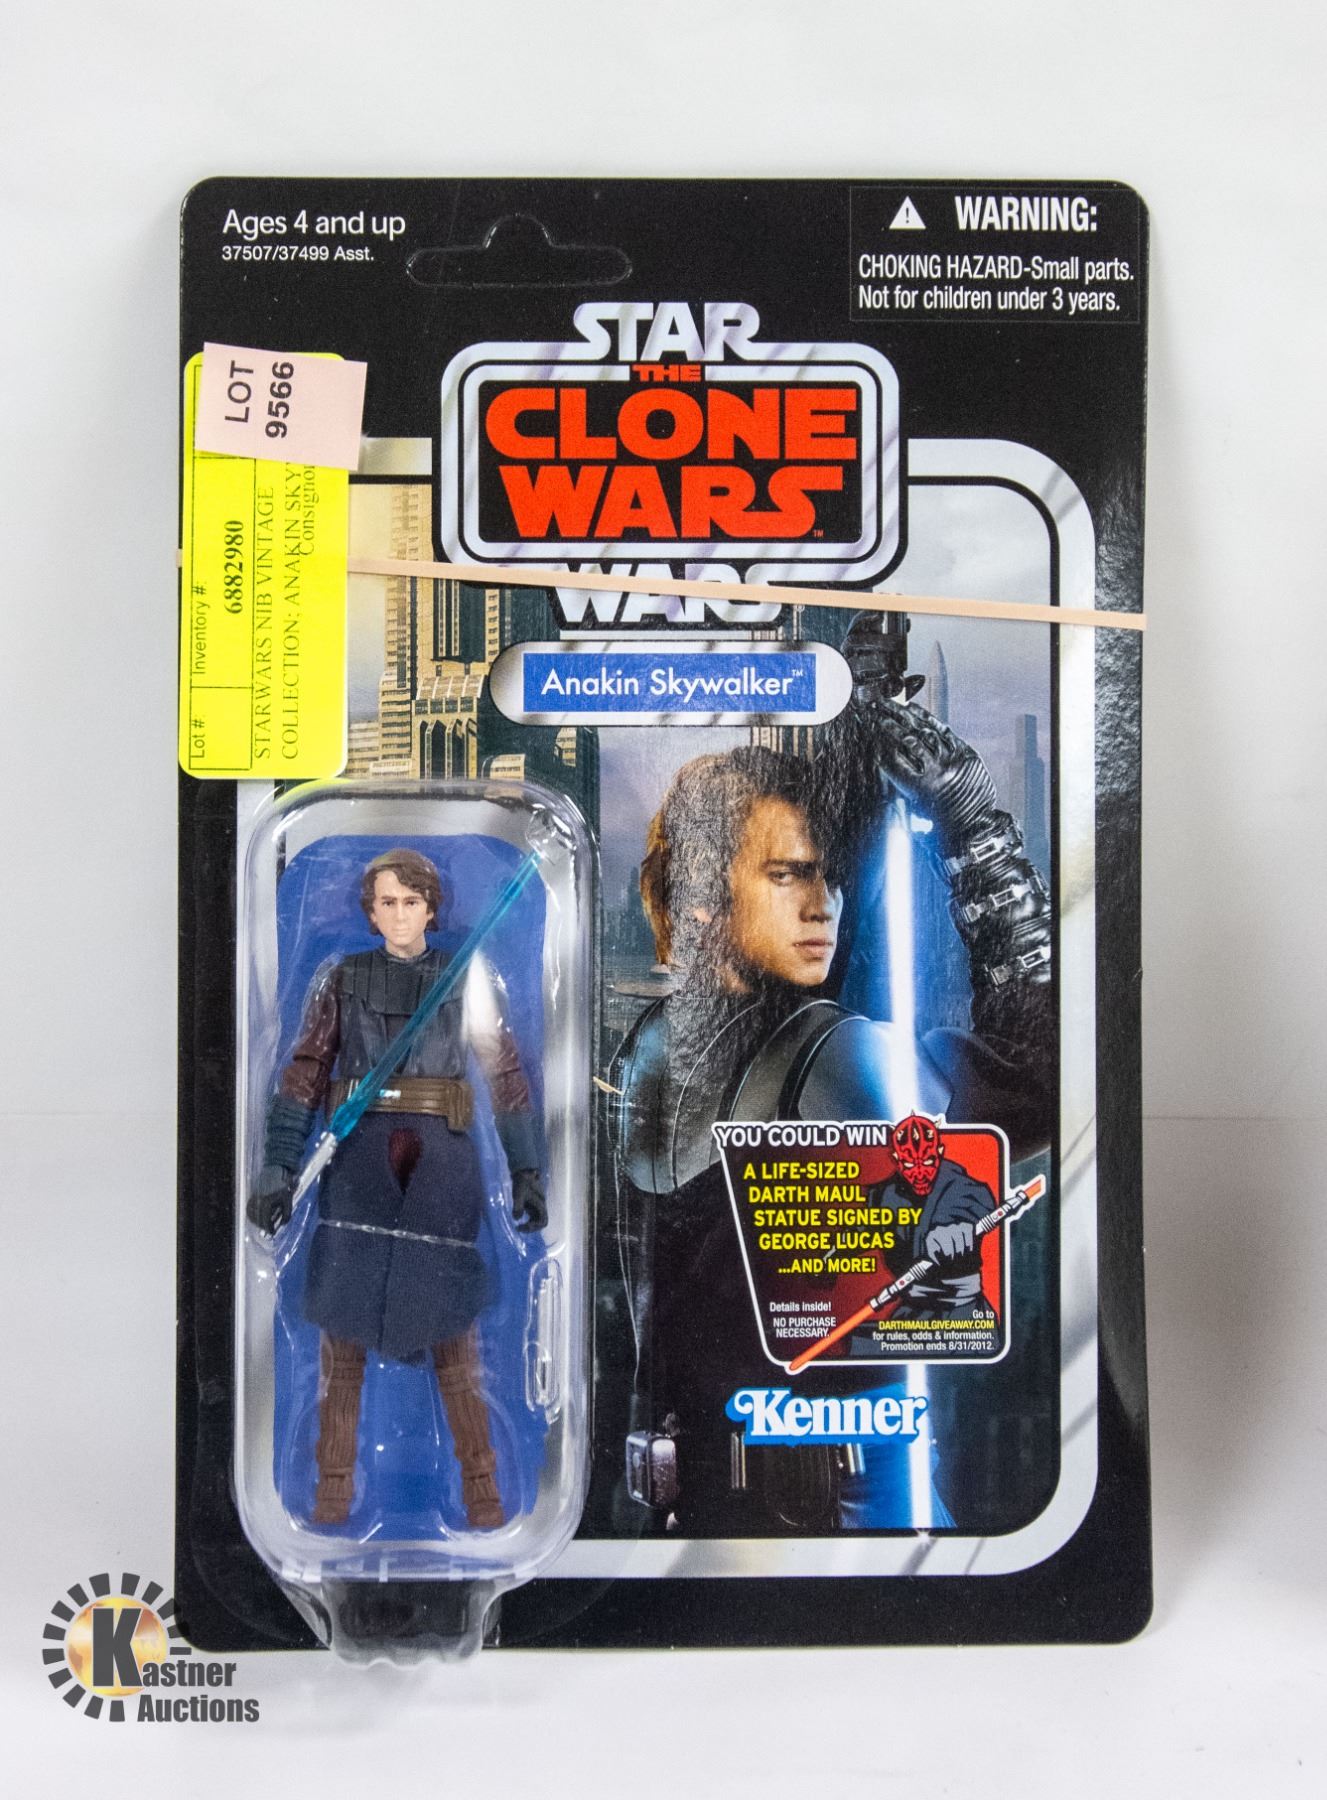 Ages 4 and up
37507/37499 Asst.
WARNING:
CHOKING HAZARD-Small parts.
Not for children under 3 years.
STAR
THE
CLONE
WARS™
WARS®
Anakin Skywalker™
LOT
9566
Lot #:
Inventory #:
6882980
STARWARS NIB VINTAGE
COLLECTION; ANAKIN SKY
Consigno
YOU COULD WIN
A LIFE-SIZED
DARTH MAUL
STATUE SIGNED BY
GEORGE LUCAS
...AND MORE!
Details inside!
NO PURCHASE
NECESSARY.
Go to
DARTHMAULGIVEAWAY.COM
for rules, odds & information.
Promotion ends 8/31/2012.
Kenner
Kastner
Auctions